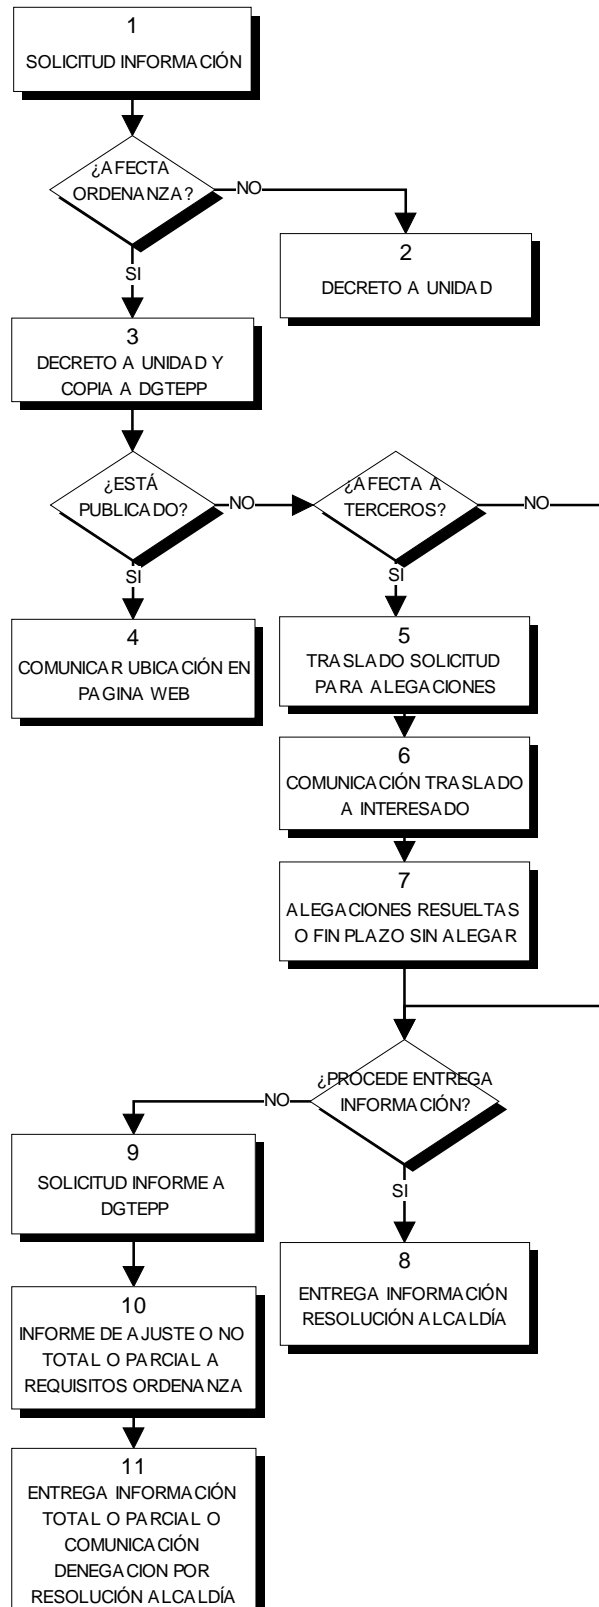 1
SOLICITUD INFORMACIÓN
¿AFECTA
ORDENANZA?
NO
2
DECRETO A UNIDAD
SI
3
DECRETO A UNIDAD Y
COPIA A DGTEPP
¿ESTÁ
PUBLICADO?
NO
¿AFECTA A
TERCEROS?
NO
SI
4
COMUNICAR UBICACIÓN EN
PAGINA WEB
SI
5
TRASLADO SOLICITUD
PARA ALEGACIONES
6
COMUNICACIÓN TRASLADO
A INTERESADO
7
ALEGACIONES RESUELTAS
O FIN PLAZO SIN ALEGAR
¿PROCEDE ENTREGA
INFORMACIÓN?
NO
SI
8
ENTREGA INFORMACIÓN
RESOLUCIÓN ALCALDÍA
9
SOLICITUD INFORME A
DGTEPP
10
INFORME DE AJUSTE O NO
TOTAL O PARCIAL A
REQUISITOS ORDENANZA
11
ENTREGA INFORMACIÓN
TOTAL O PARCIAL O
COMUNICACIÓN
DENEGACION POR
RESOLUCIÓN ALCALDÍA